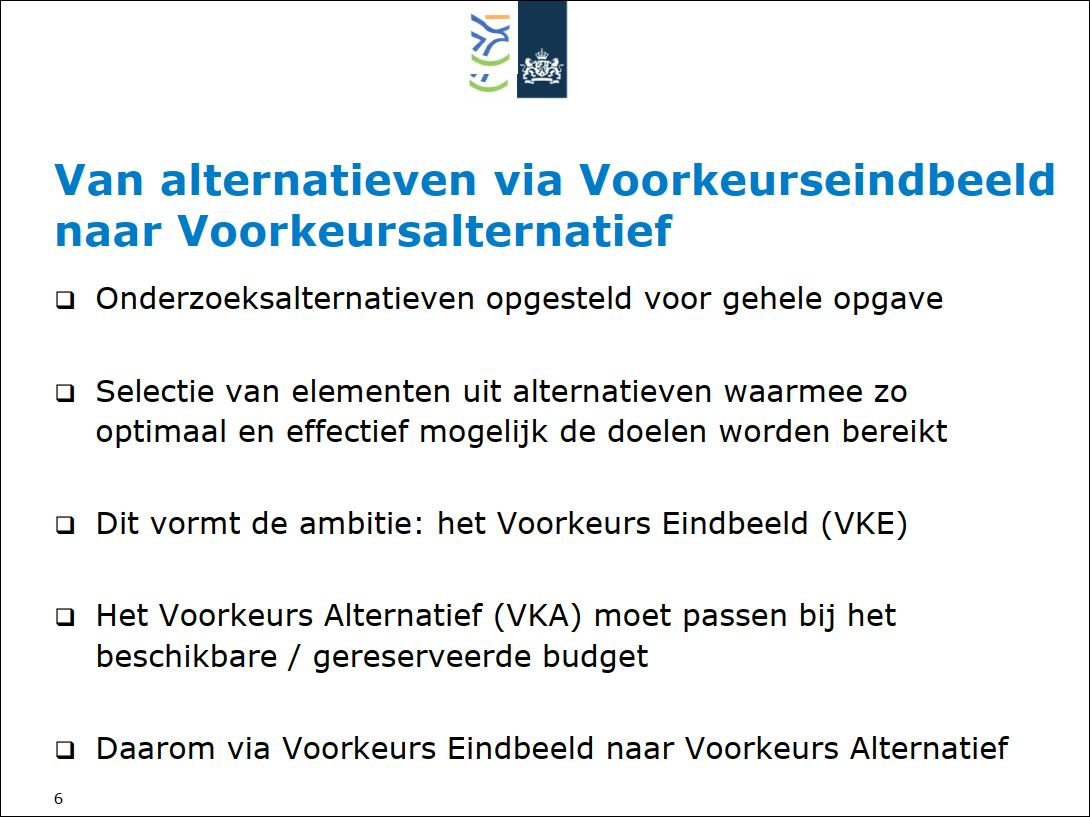 Van alternatieven via Voorkeurseindbeeld
naar Voorkeursalternatief
❑ Onderzoeksalternatieven opgesteld voor gehele opgave
❑ Selectie van elementen uit alternatieven waarmee zo
optimaal en effectief mogelijk de doelen worden bereikt
❑ Dit vormt de ambitie: het Voorkeurs Eindbeeld (VKE)
❑ Het Voorkeurs Alternatief (VKA) moet passen bij het
beschikbare / gereserveerde budget
❑ Daarom via Voorkeurs Eindbeeld naar Voorkeurs Alternatief
6